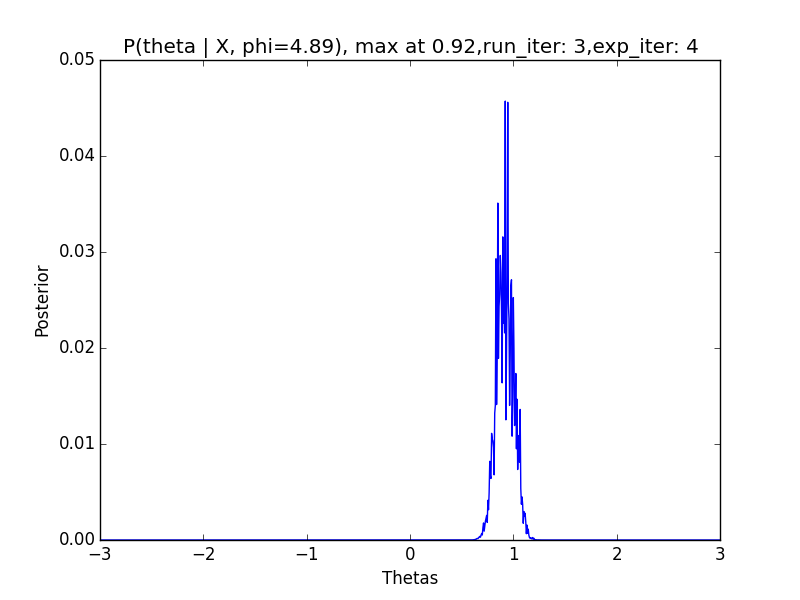 P(theta | X, phi=4.89), max at 0.92,run_iter: 3,exp_iter: 4
0.05
0.04
0.03
0.02
0.01
0.00
Posterior
−3 −2 −1 0 1 2 3
Thetas